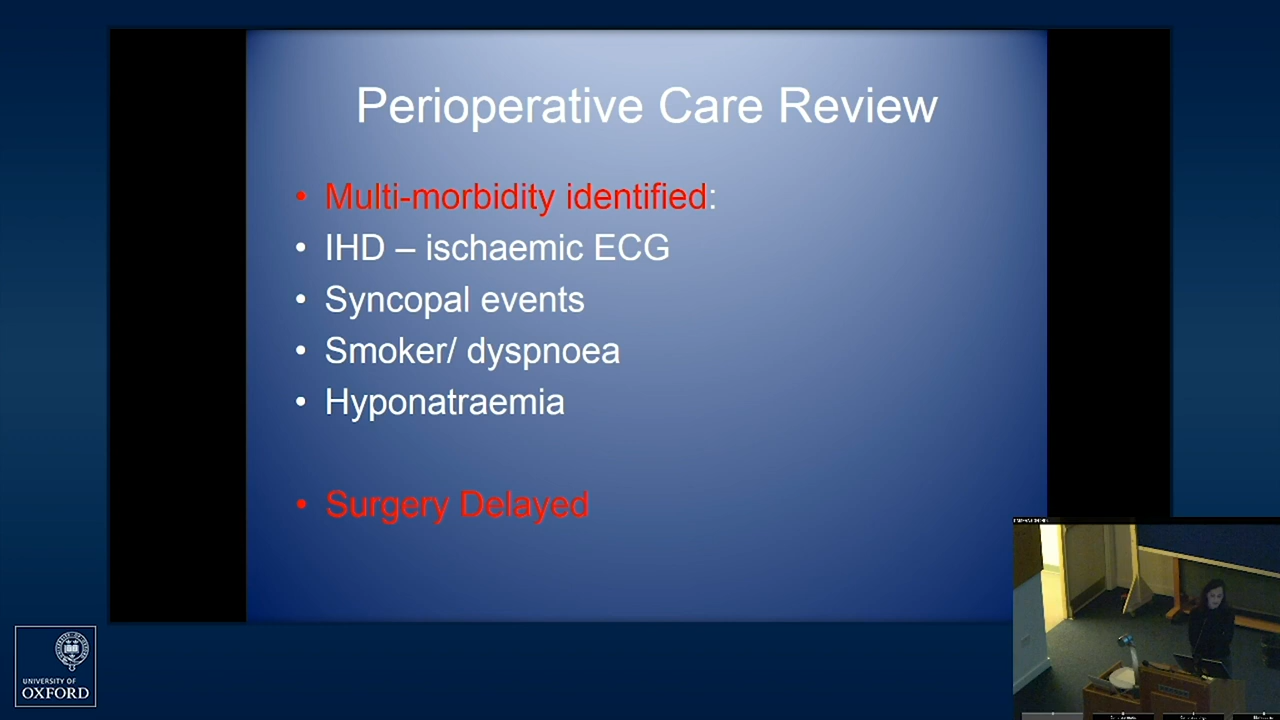 Perioperative Care Review
• Multi-morbidity identified:
• IHD – ischaemic ECG
• Syncopal events
• Smoker/ dyspnoea
• Hyponatraemia
• Surgery Delayed
UNIVERSITY OF
OXFORD